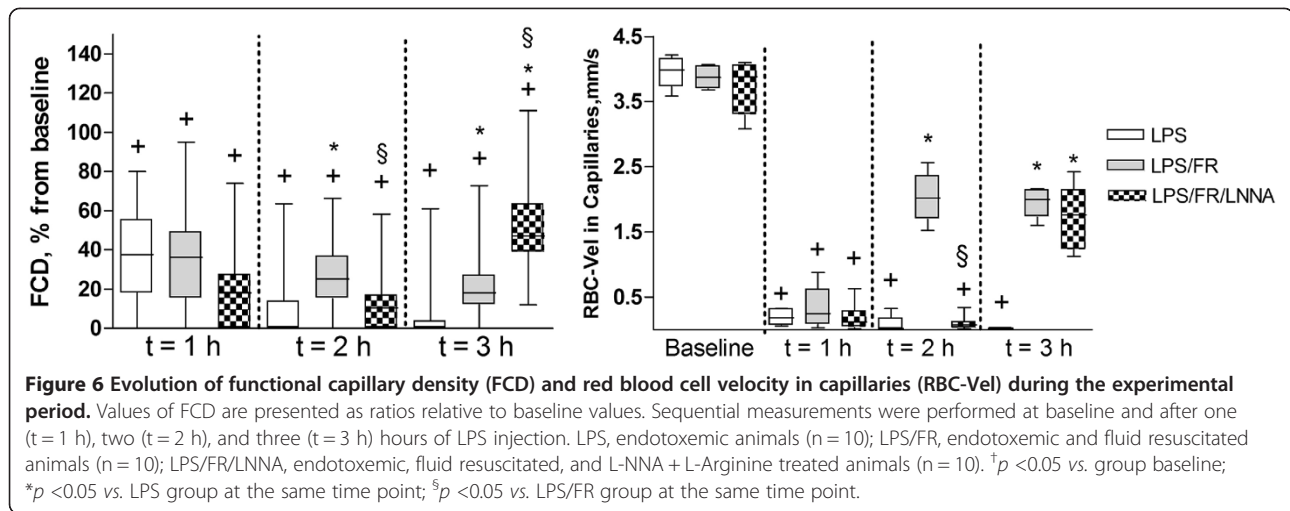 FCD, % from baseline
140
120
100
80
60
40
20
0
+ + +
+ * + § +
+ * + § * +
t = 1 h t = 2 h t = 3 h
RBC-Vel in Capillaries,mm/s
4.5
3.5
2.5
1.5
0.5
+ + +
+ * § +
+ * *
Baseline t = 1 h t = 2 h t = 3 h
LPS
LPS/FR
LPS/FR/LNNA
Figure 6 Evolution of functional capillary density (FCD) and red blood cell velocity in capillaries (RBC-Vel) during the experimental
period. Values of FCD are presented as ratios relative to baseline values. Sequential measurements were performed at baseline and after one
(t = 1 h), two (t = 2 h), and three (t = 3 h) hours of LPS injection. LPS, endotoxemic animals (n = 10); LPS/FR, endotoxemic and fluid resuscitated
animals (n = 10); LPS/FR/LNNA, endotoxemic, fluid resuscitated, and L-NNA + L-Arginine treated animals (n = 10). †p <0.05 vs. group baseline;
*p <0.05 vs. LPS group at the same time point; §p <0.05 vs. LPS/FR group at the same time point.